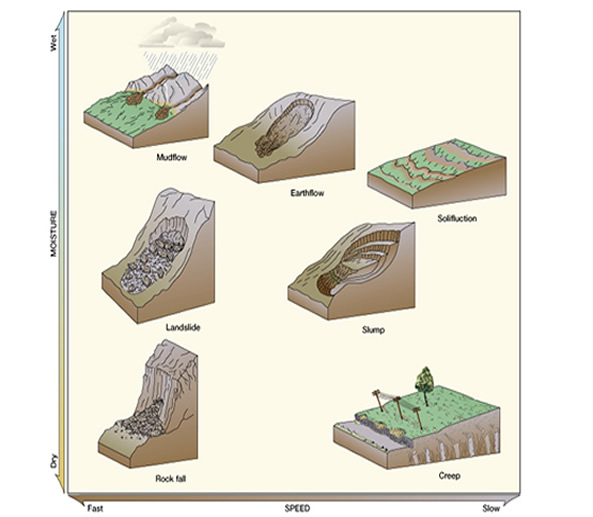 Wet
Mudflow
Earthflow
Solifluction
MOISTURE
Landslide
Slump
Dry
Rock fall
Creep
Fast
SPEED
Slow